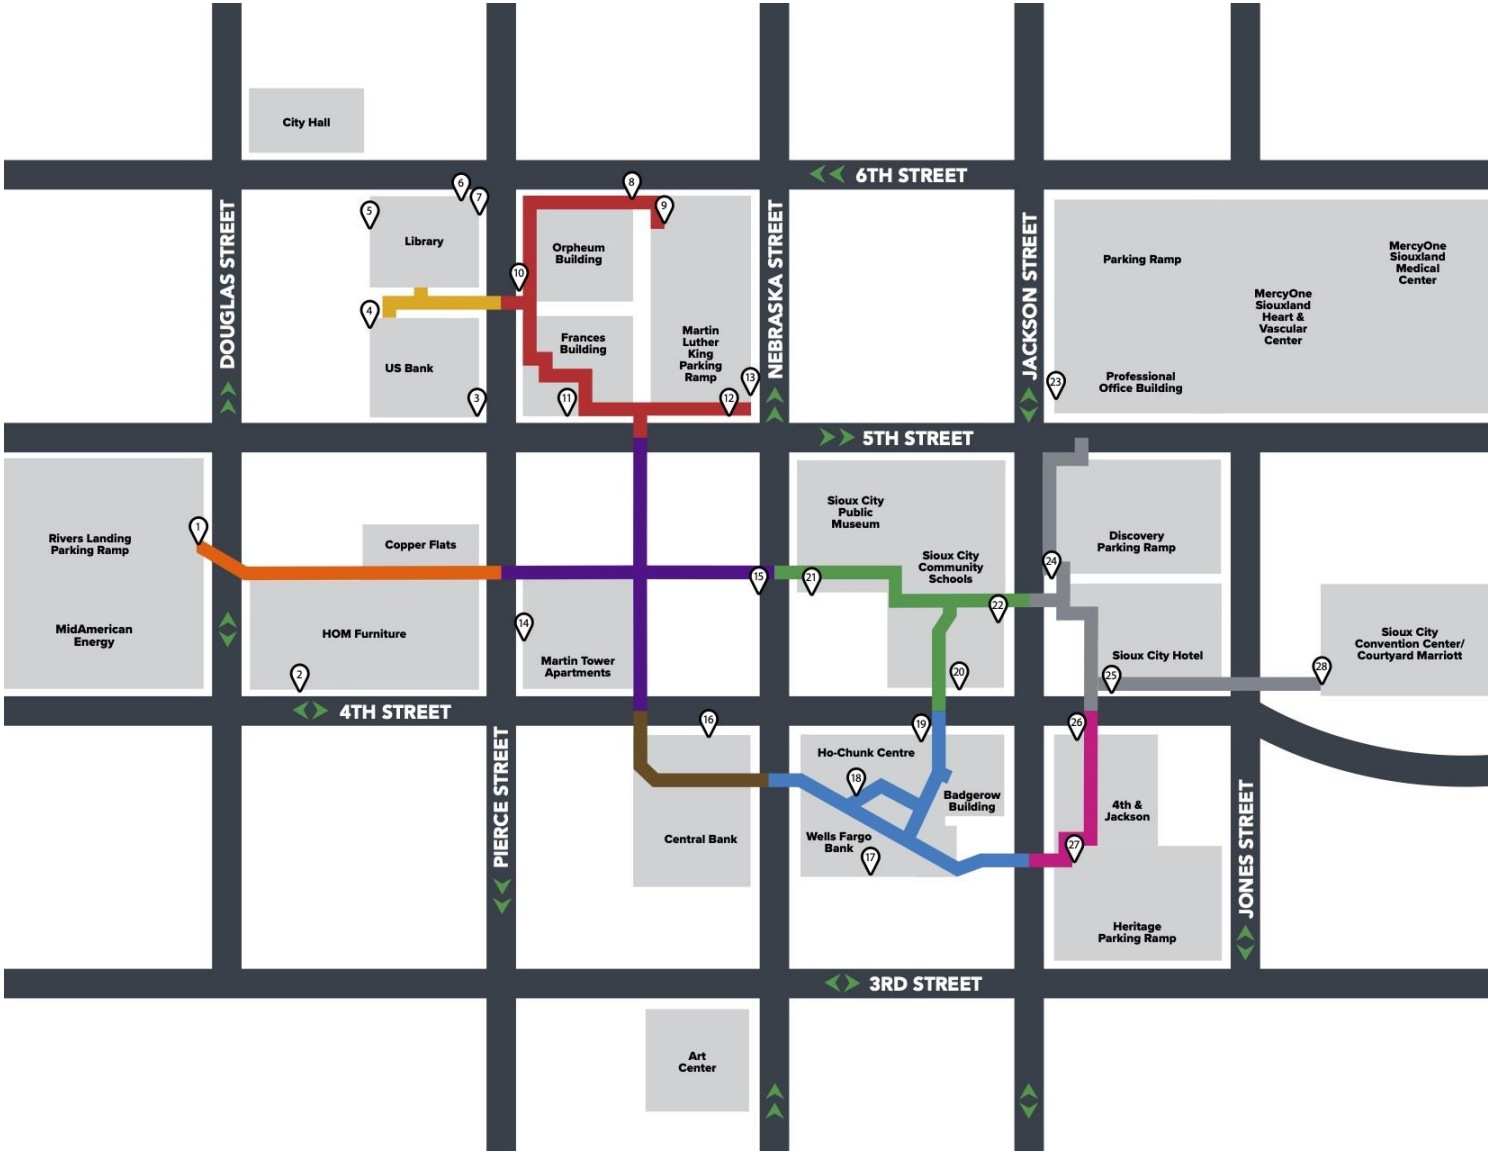 City Hall
6TH STREET
6
7
8
5
9
Library
Orpheum
Building
10
4
DOUGLAS STREET
NEBRASKA STREET
JACKSON STREET
Parking Ramp
MercyOne
Siouxland
Medical
Center
MercyOne
Siouxland
Heart &
Vascular
Center
Frances
Building
Martin
Luther
King
Parking
Ramp
US Bank
13
23
Professional
Office Building
3
11
12
5TH STREET
Sioux City
Public
Museum
1
Rivers Landing
Parking Ramp
Copper Flats
Discovery
Parking Ramp
Sioux City
Community
Schools
24
15
21
22
14
MidAmerican
Energy
HOM Furniture
Martin Tower
Apartments
Sioux City Hotel
Sioux City
Convention Center/
Courtyard Marriott
2
20
25
28
4TH STREET
16
19
26
Ho-Chunk Centre
18
Badgerow
Building
4th &
Jackson
PIERCE STREET
Central Bank
Wells Fargo
Bank
17
27
JONES STREET
Heritage
Parking Ramp
3RD STREET
Art
Center